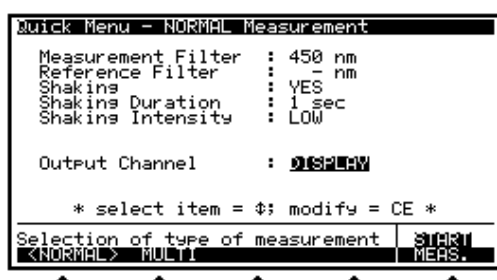 Quick Menu - NORMAL Measurement
Measurement Filter : 450 nm
Reference Filter : - nm
Shaking : YES
Shaking Duration : 1 sec
Shaking Intensity : LOW
Output Channel : DISPLAY
* select item = ↕; modify = CE *
Selection of type of measurement START
<NORMAL> MULTI MEAS.